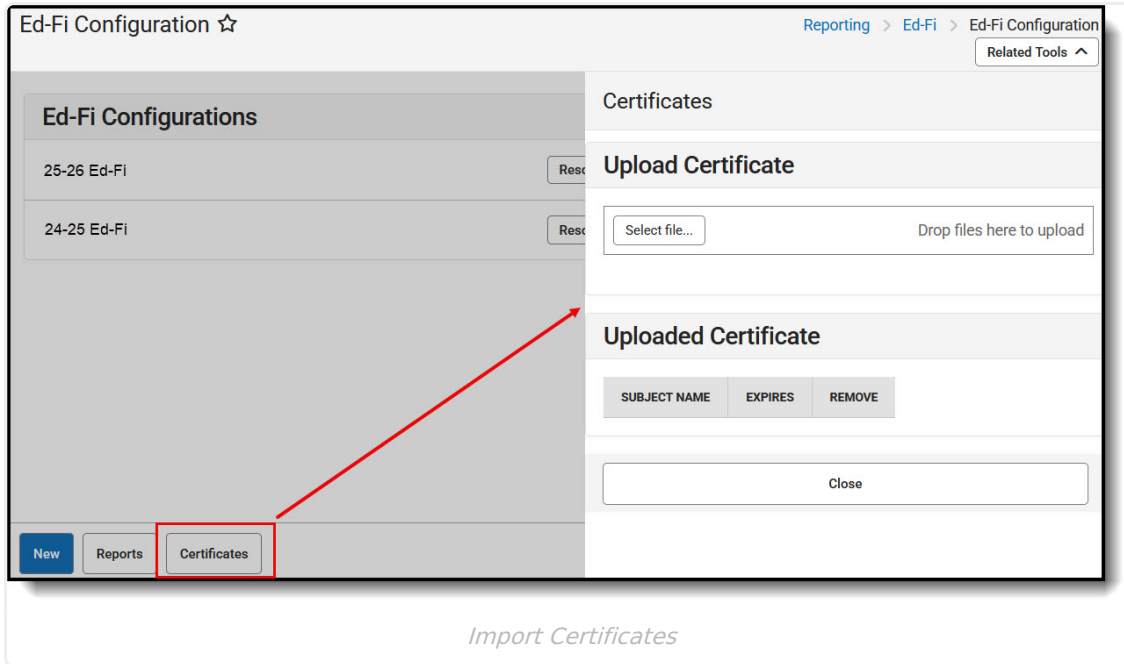 Ed-Fi Configuration ☆
Reporting > Ed-Fi > Ed-Fi Configuration
Related Tools
Ed-Fi Configurations
25-26 Ed-Fi
24-25 Ed-Fi
Certificates
Upload Certificate
Select file... Drop files here to upload
Uploaded Certificate
SUBJECT NAME EXPIRES REMOVE
Close
New Reports Certificates
Import Certificates